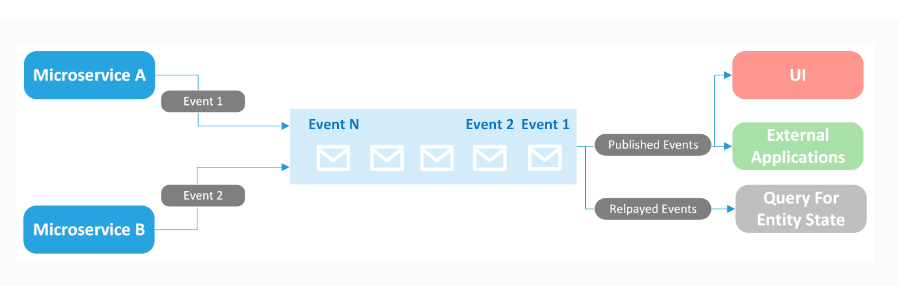 Microservice A
Event 1
Event N
Event 2
Event 1
Published Events
UI
External
Applications
Event 2
Relpayed Events
Query For
Entity State
Microservice B